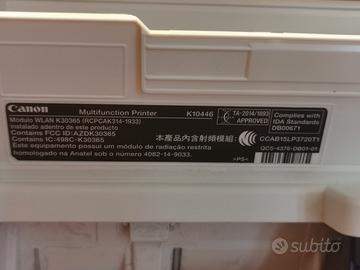 Canon Multifunction Printer K10446
Módulo WLAN K30365 (RCPCAK314-1933)
instalado adentro de este producto
Contains FCC ID:AZDK30365
Contains IC:498C-K30365
Este equipamento possui um módulo de radiação restrita
homologado na Anatel sob o número 4082-14-9033.
TA-2014/1893
APPROVED
Complies with
IDA Standards
DB00671
本產品內含射頻模組:
CCAB15LP3720T1
QC5-4376-DB01-01
<PS>
subito